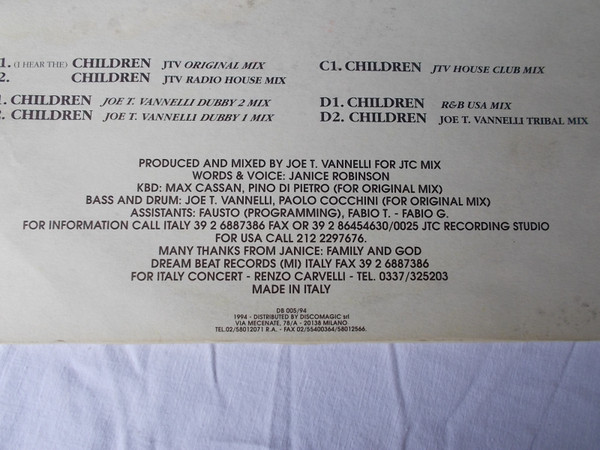 1. (I HEAR THE) CHILDREN JTV ORIGINAL MIX
2. CHILDREN JTV RADIO HOUSE MIX
1. CHILDREN JOE T. VANNELLI DUBBY 2 MIX
2. CHILDREN JOE T. VANNELLI DUBBY 1 MIX
C1. CHILDREN JTV HOUSE CLUB MIX
D1. CHILDREN R&B USA MIX
D2. CHILDREN JOE T. VANNELLI TRIBAL MIX
PRODUCED AND MIXED BY JOE T. VANNELLI FOR JTC MIX
WORDS & VOICE: JANICE ROBINSON
KBD: MAX CASSAN, PINO DI PIETRO (FOR ORIGINAL MIX)
BASS AND DRUM: JOE T. VANNELLI, PAOLO COCCHINI (FOR ORIGINAL MIX)
ASSISTANTS: FAUSTO (PROGRAMMING), FABIO T. - FABIO G.
FOR INFORMATION CALL ITALY 39 2 6887386 FAX OR 39 2 86454630/0025 JTC RECORDING STUDIO
FOR USA CALL 212 2297676.
MANY THANKS FROM JANICE: FAMILY AND GOD
DREAM BEAT RECORDS (MI) ITALY FAX 39 2 6887386
FOR ITALY CONCERT - RENZO CARVELLI - TEL. 0337/325203
MADE IN ITALY
DB 005/94
1994 - DISTRIBUTED BY DISCOMAGIC srl
VIA MECENATE, 78/A - 20138 MILANO
TEL.02/58012071 R.A. - FAX.02/55400364/58012566.